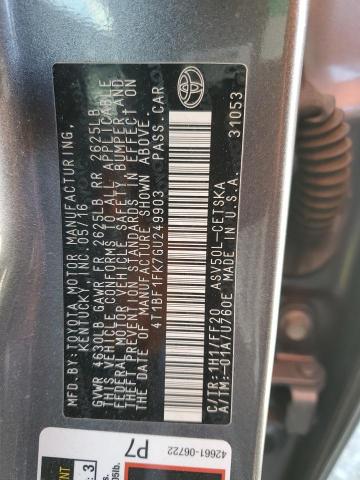 MFD.BY:TOYOTA MOTOR MANUFACTURING,
KENTUCKY, INC 05/16
GVWR 4630LB GAWR FR 2625LB RR 2625LB
THIS VEHICLE CONFORMS TO ALL APPLICABLE
FEDERAL MOTOR VEHICLE SAFETY BUMPER, AND
THEFT PREVENTION STANDARDS IN EFFECT ON
THE DATE OF MANUFACTURE SHOWN ABOVE.
4T1BF1FK7GU249903 PASS CAR
C/TR:1H1/FF20 ASV50L-CETSKA
A/TM:-01A/U760E MADE IN U.S.A. 31053
42661-06722
P7
3